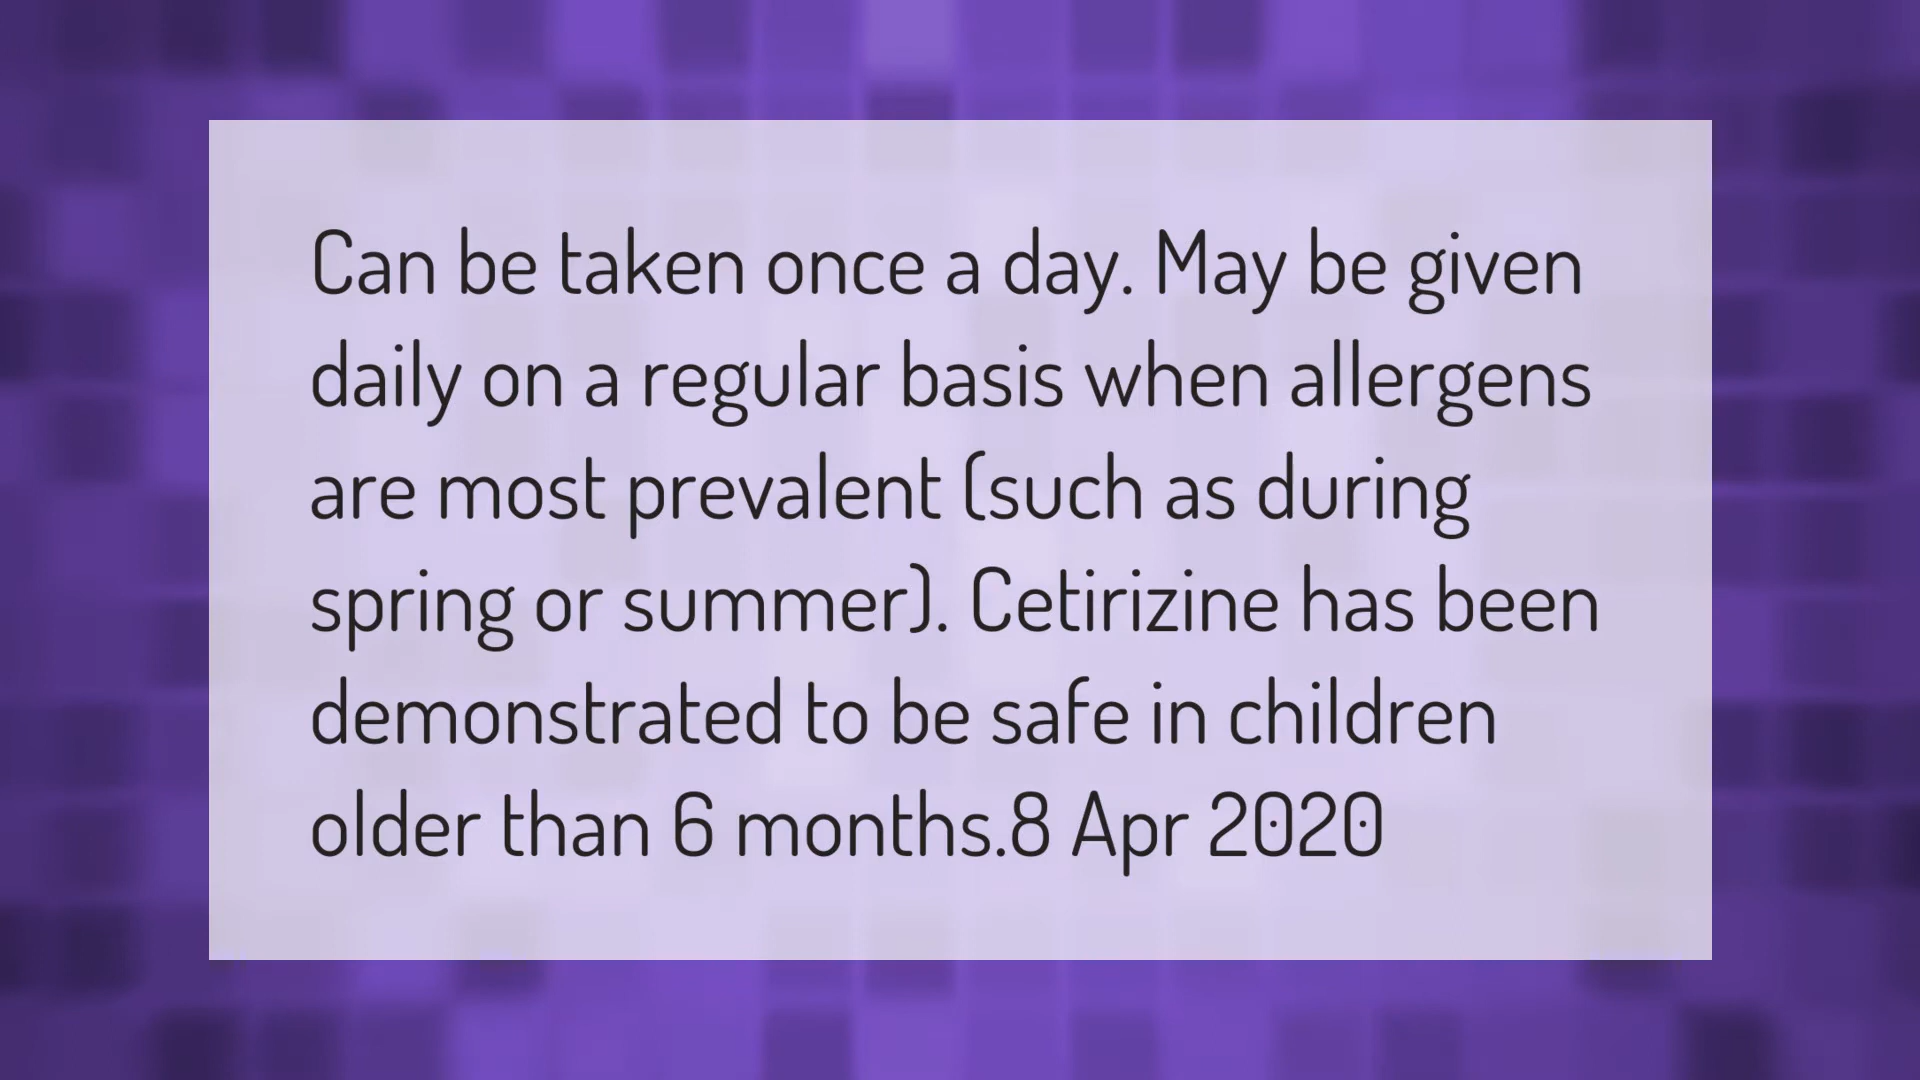 Can be taken once a day. May be given
daily on a regular basis when allergens
are most prevalent (such as during
spring or summer). Cetirizine has been
demonstrated to be safe in children
older than 6 months.8 Apr 2020